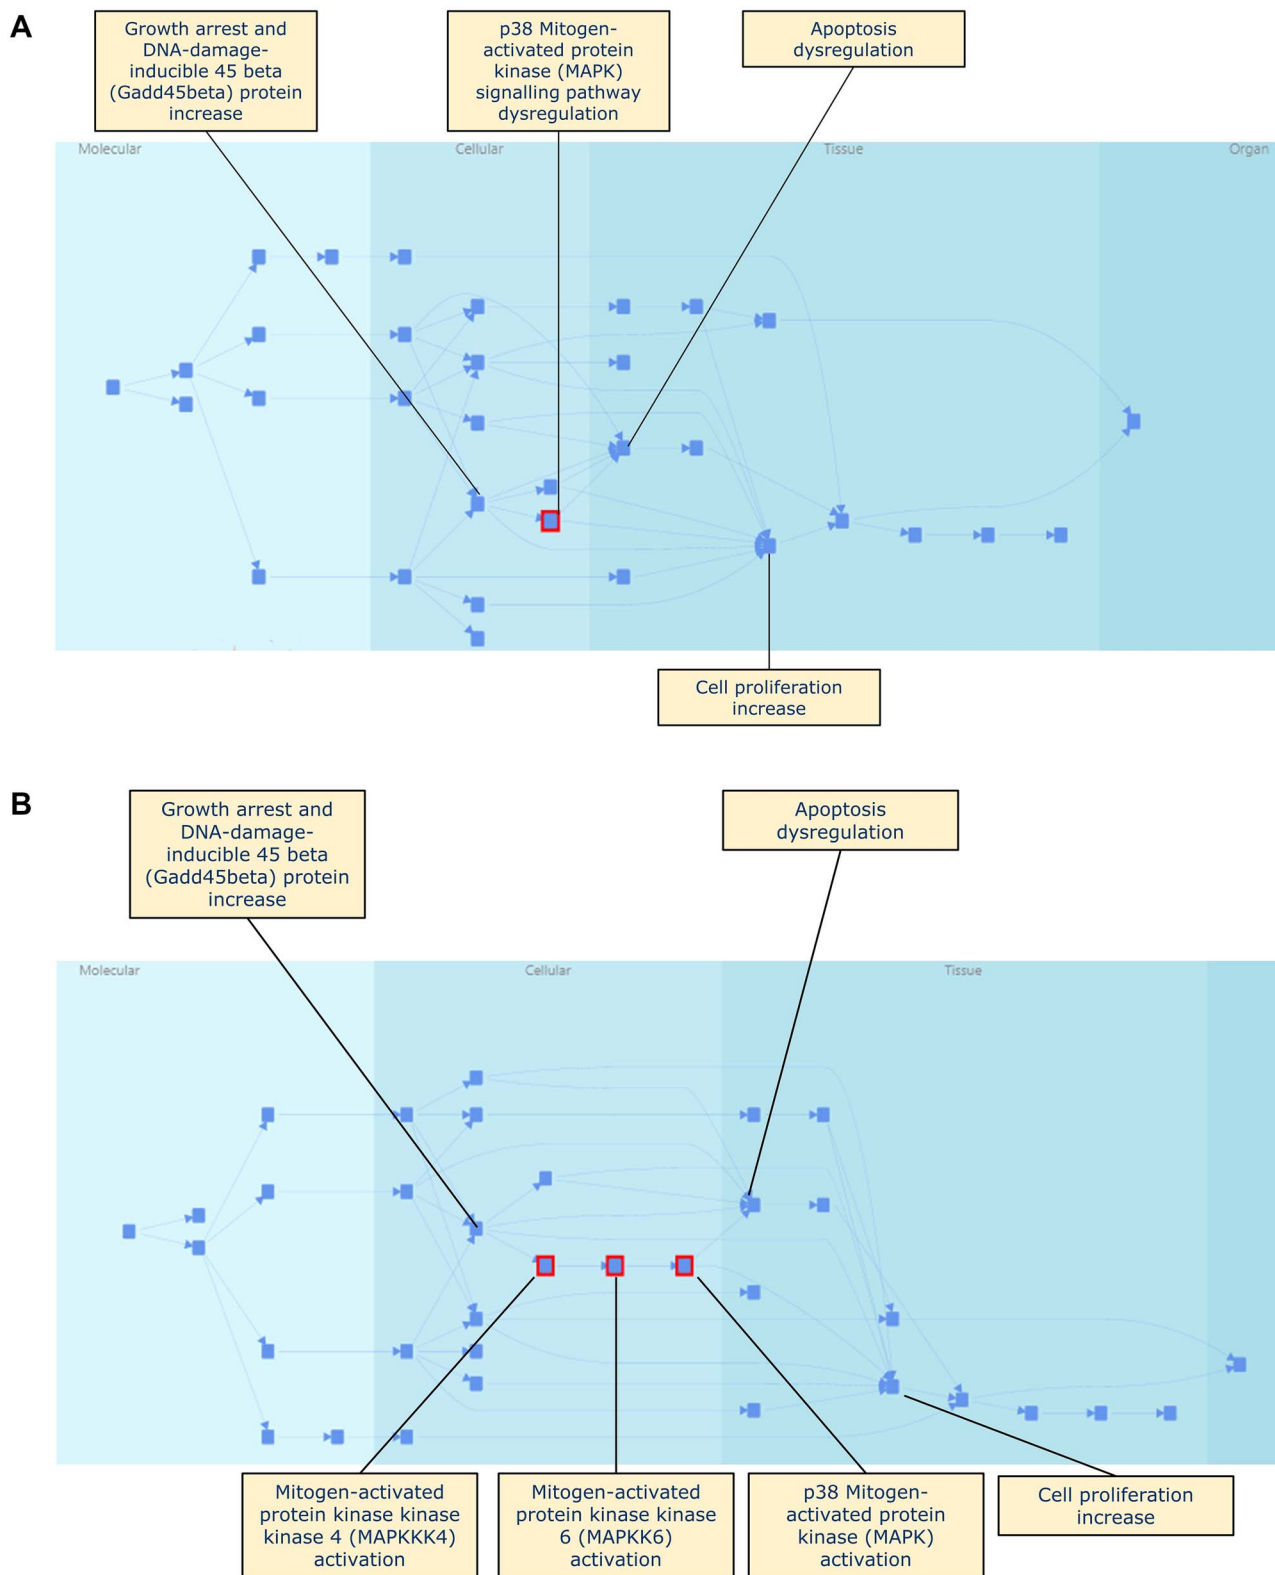 A
Growth arrest and
DNA-damage-
inducible 45 beta
(Gadd45beta) protein
increase
p38 Mitogen-
activated protein
kinase (MAPK)
signalling pathway
dysregulation
Apoptosis
dysregulation
Molecular
Cellular
Tissue
Organ
Cell proliferation
increase
B
Growth arrest and
DNA-damage-
inducible 45 beta
(Gadd45beta) protein
increase
Apoptosis
dysregulation
Molecular
Cellular
Tissue
Mitogen-activated
protein kinase kinase
kinase 4 (MAPKKK4)
activation
Mitogen-activated
protein kinase kinase
6 (MAPKK6)
activation
p38 Mitogen-
activated protein
kinase (MAPK)
activation
Cell proliferation
increase